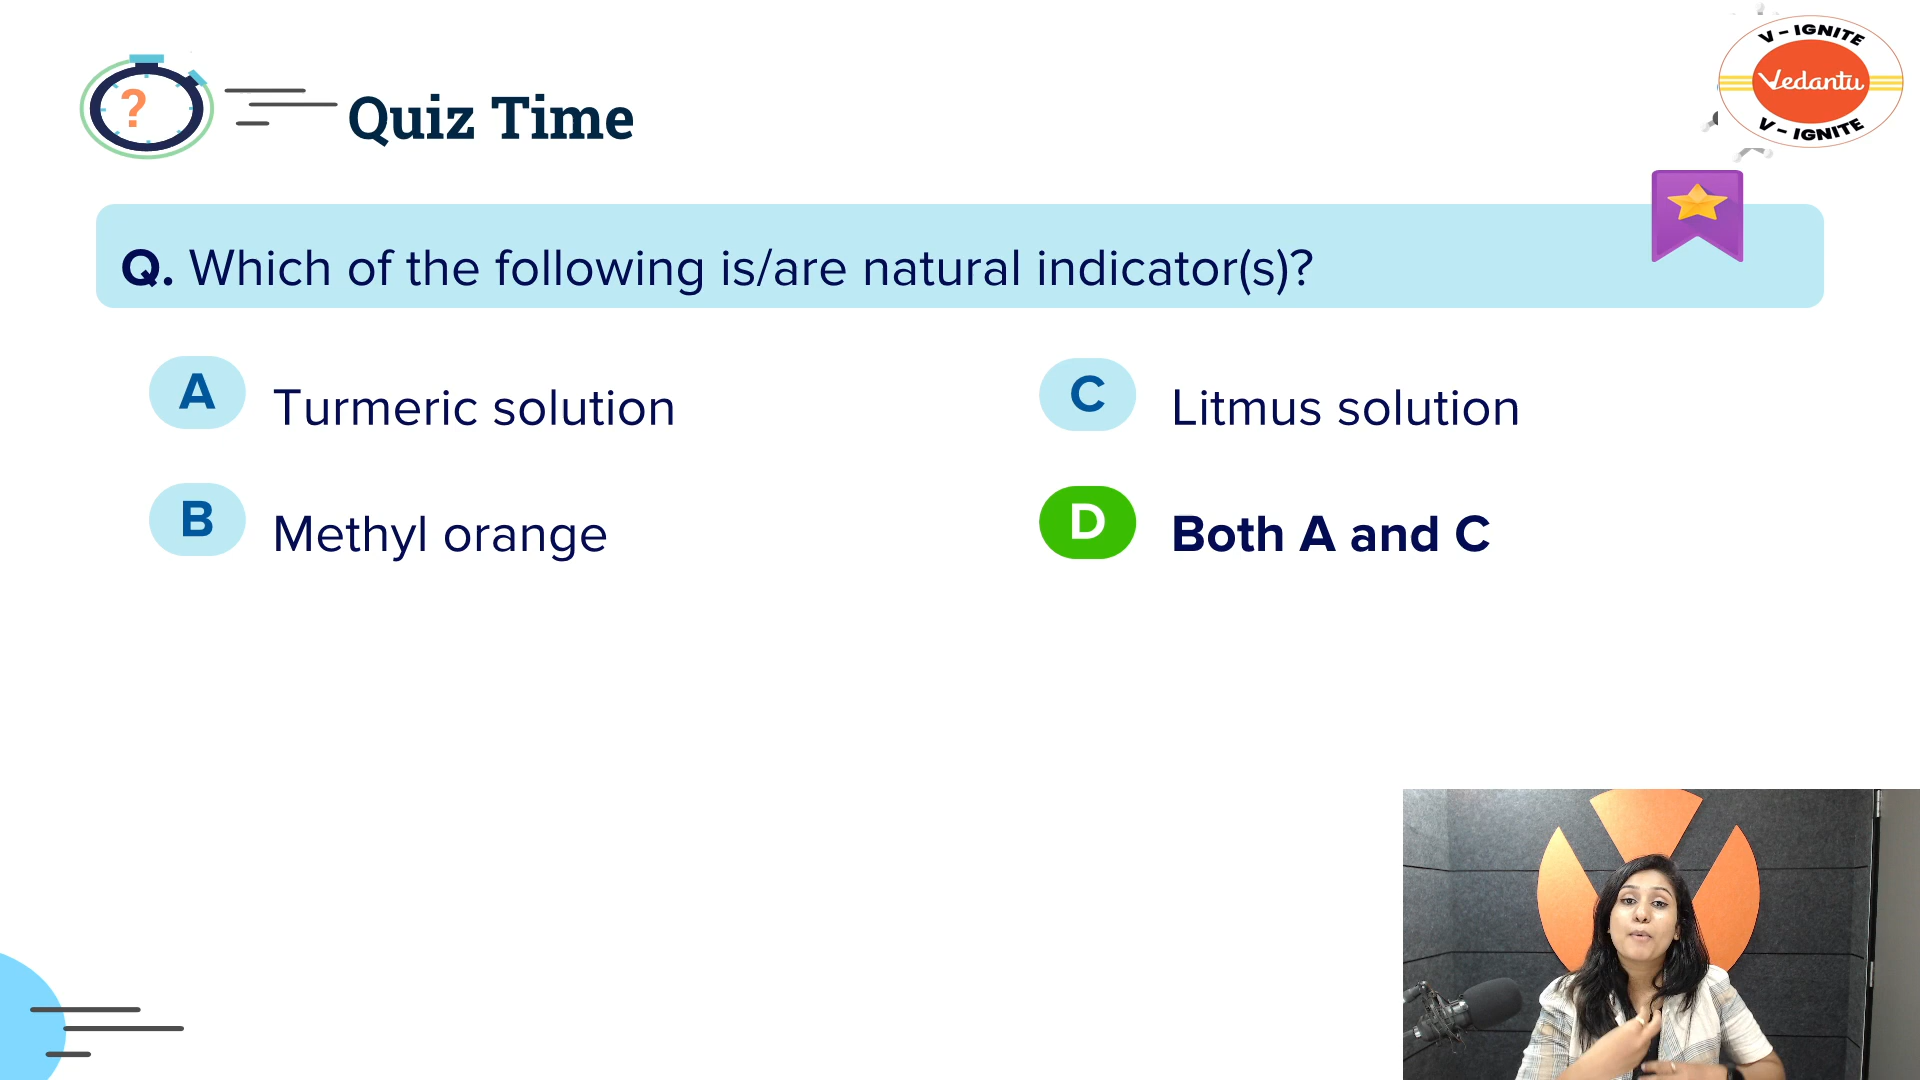 ?
Quiz Time
V - IGNITE
Vedantu
V - IGNITE
Q. Which of the following is/are natural indicator(s)?
A Turmeric solution
C Litmus solution
B Methyl orange
D Both A and C